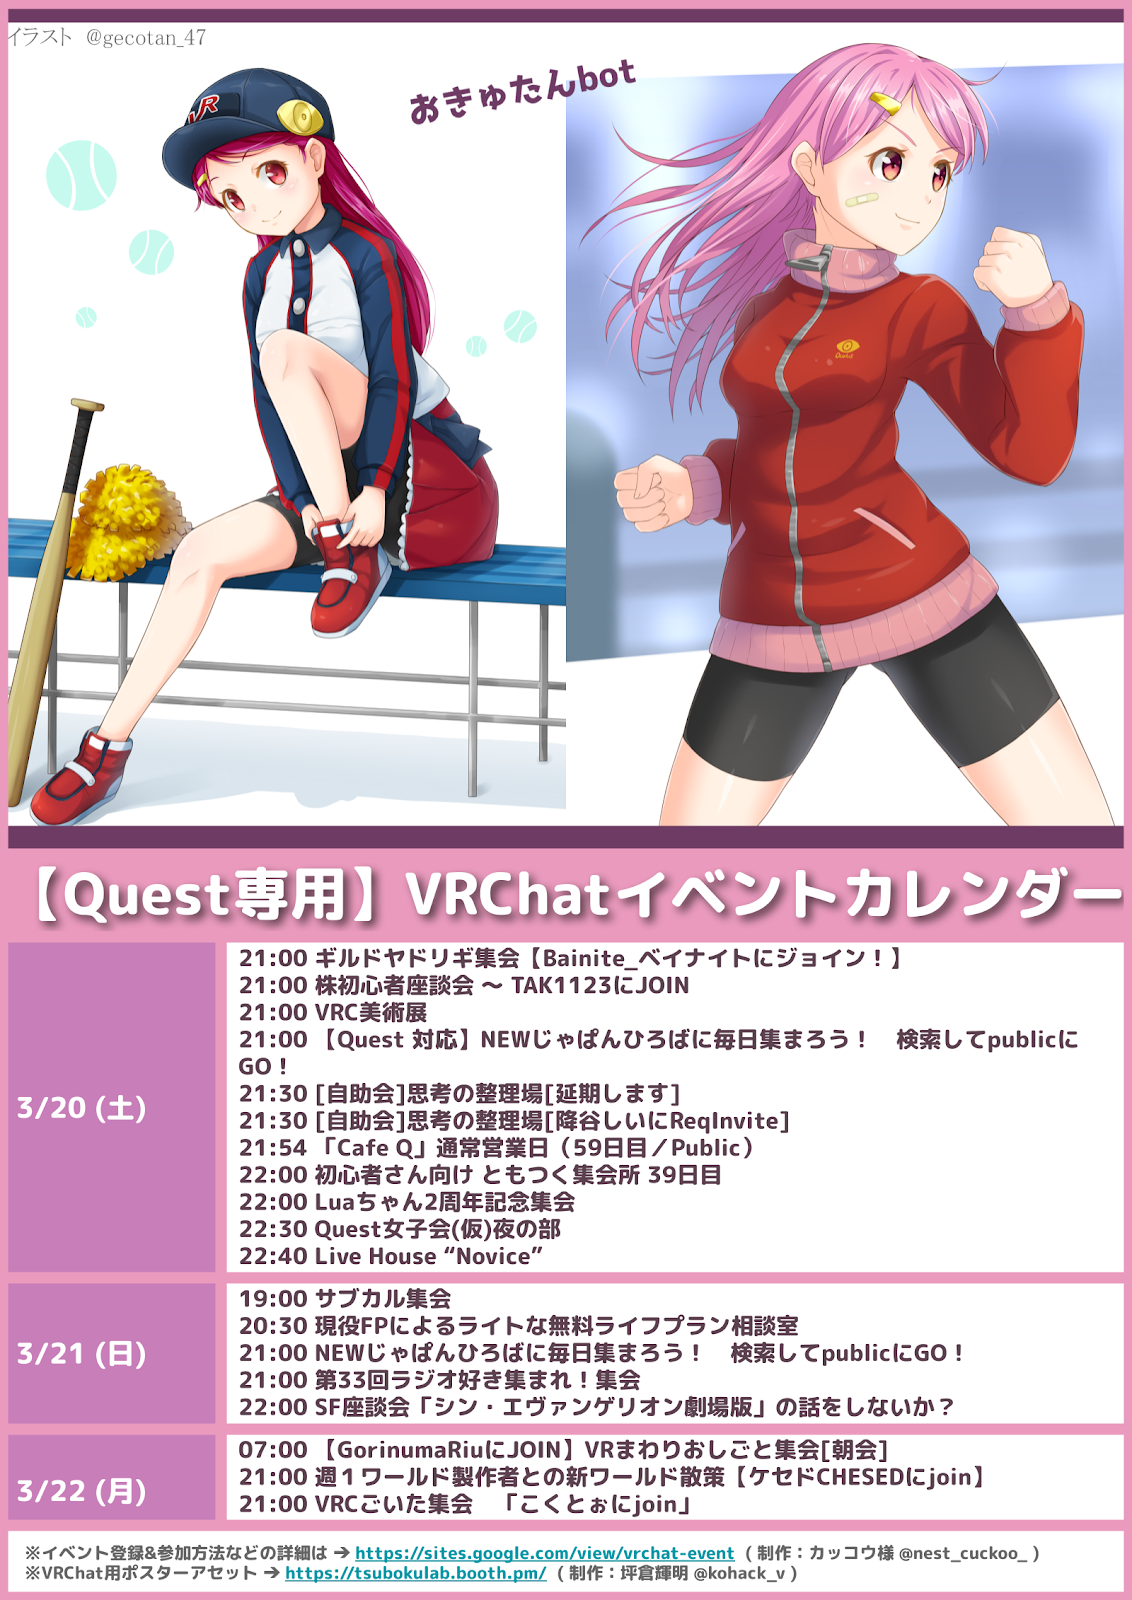 イラスト @gecotan_47
おきゅたんbot
VR
Quest
【Quest専用】VRChatイベントカレンダー
3/20 (土)
21:00 ギルドヤドリギ集会【Bainite_ベイナイトにジョイン！】
21:00 株初心者座談会 〜 TAK1123にJOIN
21:00 VRC美術展
21:00 【Quest 対応】NEWじゃぱんひろばに毎日集まろう！　検索してpublicに
GO！
21:30 [自助会]思考の整理場[延期します]
21:30 [自助会]思考の整理場[降谷しいにReqInvite]
21:54 「Cafe Q」通常営業日（59日目／Public）
22:00 初心者さん向け ともつく集会所 39日目
22:00 Luaちゃん2周年記念集会
22:30 Quest女子会(仮)夜の部
22:40 Live House “Novice”
3/21 (日)
19:00 サブカル集会
20:30 現役FPによるライトな無料ライフプラン相談室
21:00 NEWじゃぱんひろばに毎日集まろう！　検索してpublicにGO！
21:00 第33回ラジオ好き集まれ！集会
22:00 SF座談会「シン・エヴァンゲリオン劇場版」の話をしないか？
3/22 (月)
07:00 【GorinumaRiuにJOIN】VRまわりおしごと集会[朝会]
21:00 週１ワールド製作者との新ワールド散策【ケセドCHESEDにjoin】
21:00 VRCごいた集会　「こくとぉにjoin」
※イベント登録&参加方法などの詳細は ➔ https://sites.google.com/view/vrchat-event （制作：カッコウ様 @nest_cuckoo_ ）
※VRChat用ポスターアセット ➔ https://tsubokulab.booth.pm/ （制作：坪倉輝明 @kohack_v ）